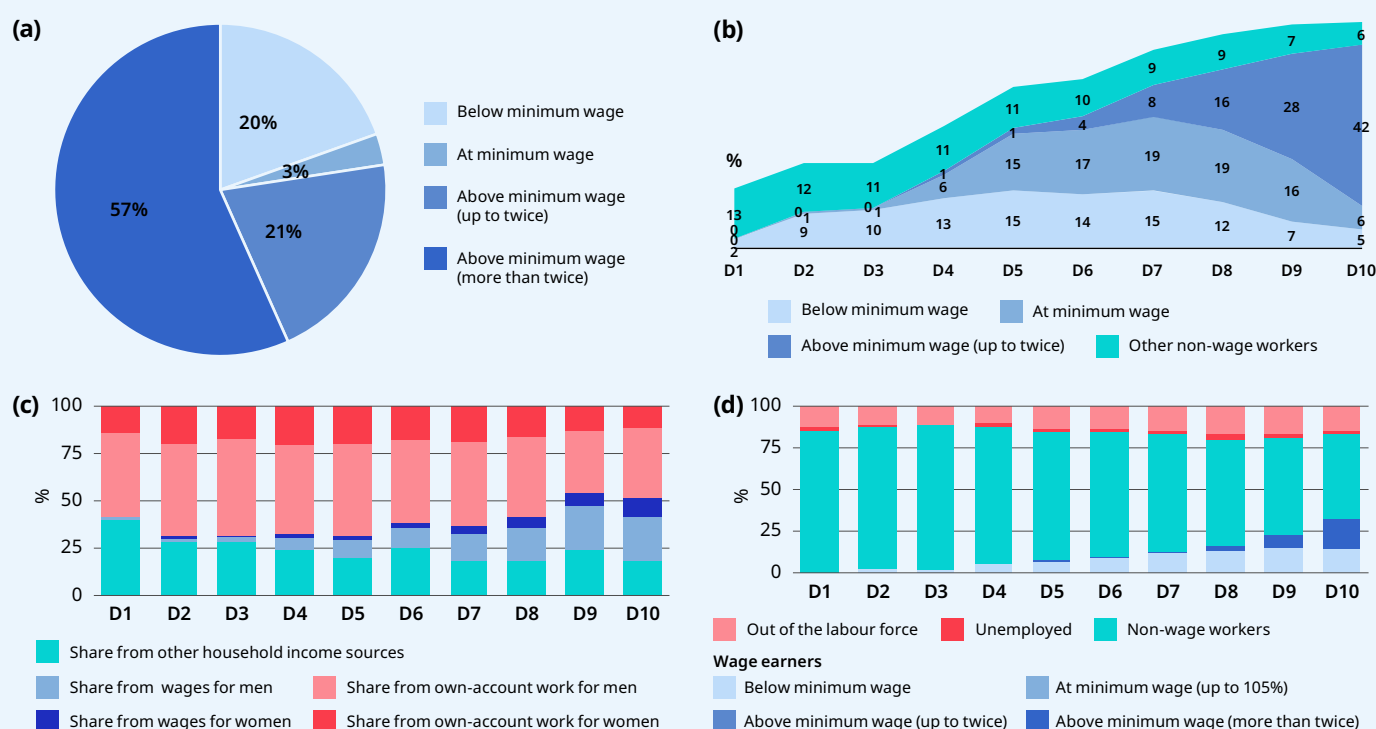 (a)
20%
3%
57%
21%
Below minimum wage
At minimum wage
Above minimum wage
(up to twice)
Above minimum wage
(more than twice)
(b)
%
13
0
0
2
12
0
1
9
11
0
1
10
11
1
6
13
11
1
15
15
10
4
17
14
9
8
19
15
9
16
19
12
7
28
16
7
6
42
6
5
D1 D2 D3 D4 D5 D6 D7 D8 D9 D10
Below minimum wage At minimum wage
Above minimum wage (up to twice) Other non-wage workers
(c)
100
75
50
25
0
%
D1 D2 D3 D4 D5 D6 D7 D8 D9 D10
Share from other household income sources
Share from wages for men Share from own-account work for men
Share from wages for women Share from own-account work for women
(d)
100
75
50
25
0
%
D1 D2 D3 D4 D5 D6 D7 D8 D9 D10
Out of the labour force Unemployed Non-wage workers
Wage earners
Below minimum wage At minimum wage (up to 105%)
Above minimum wage (up to twice) Above minimum wage (more than twice)